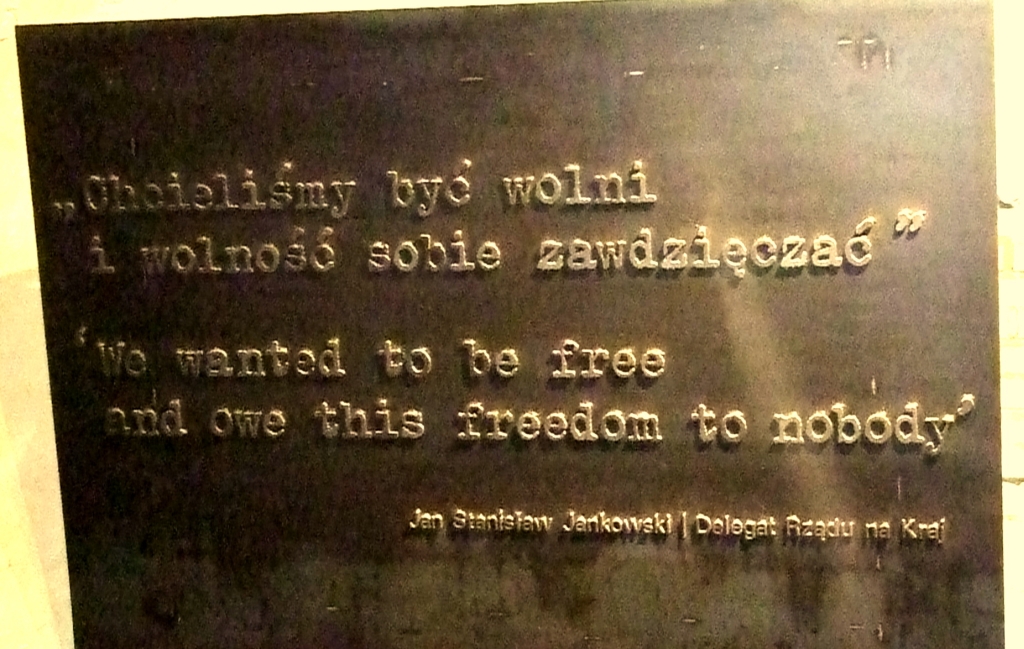 „Chcieliśmy być wolni
i wolność sobie zawdzięczać”
‘We wanted to be free
and owe this freedom to nobody’
Jan Stanisław Jankowski | Delegat Rządu na Kraj